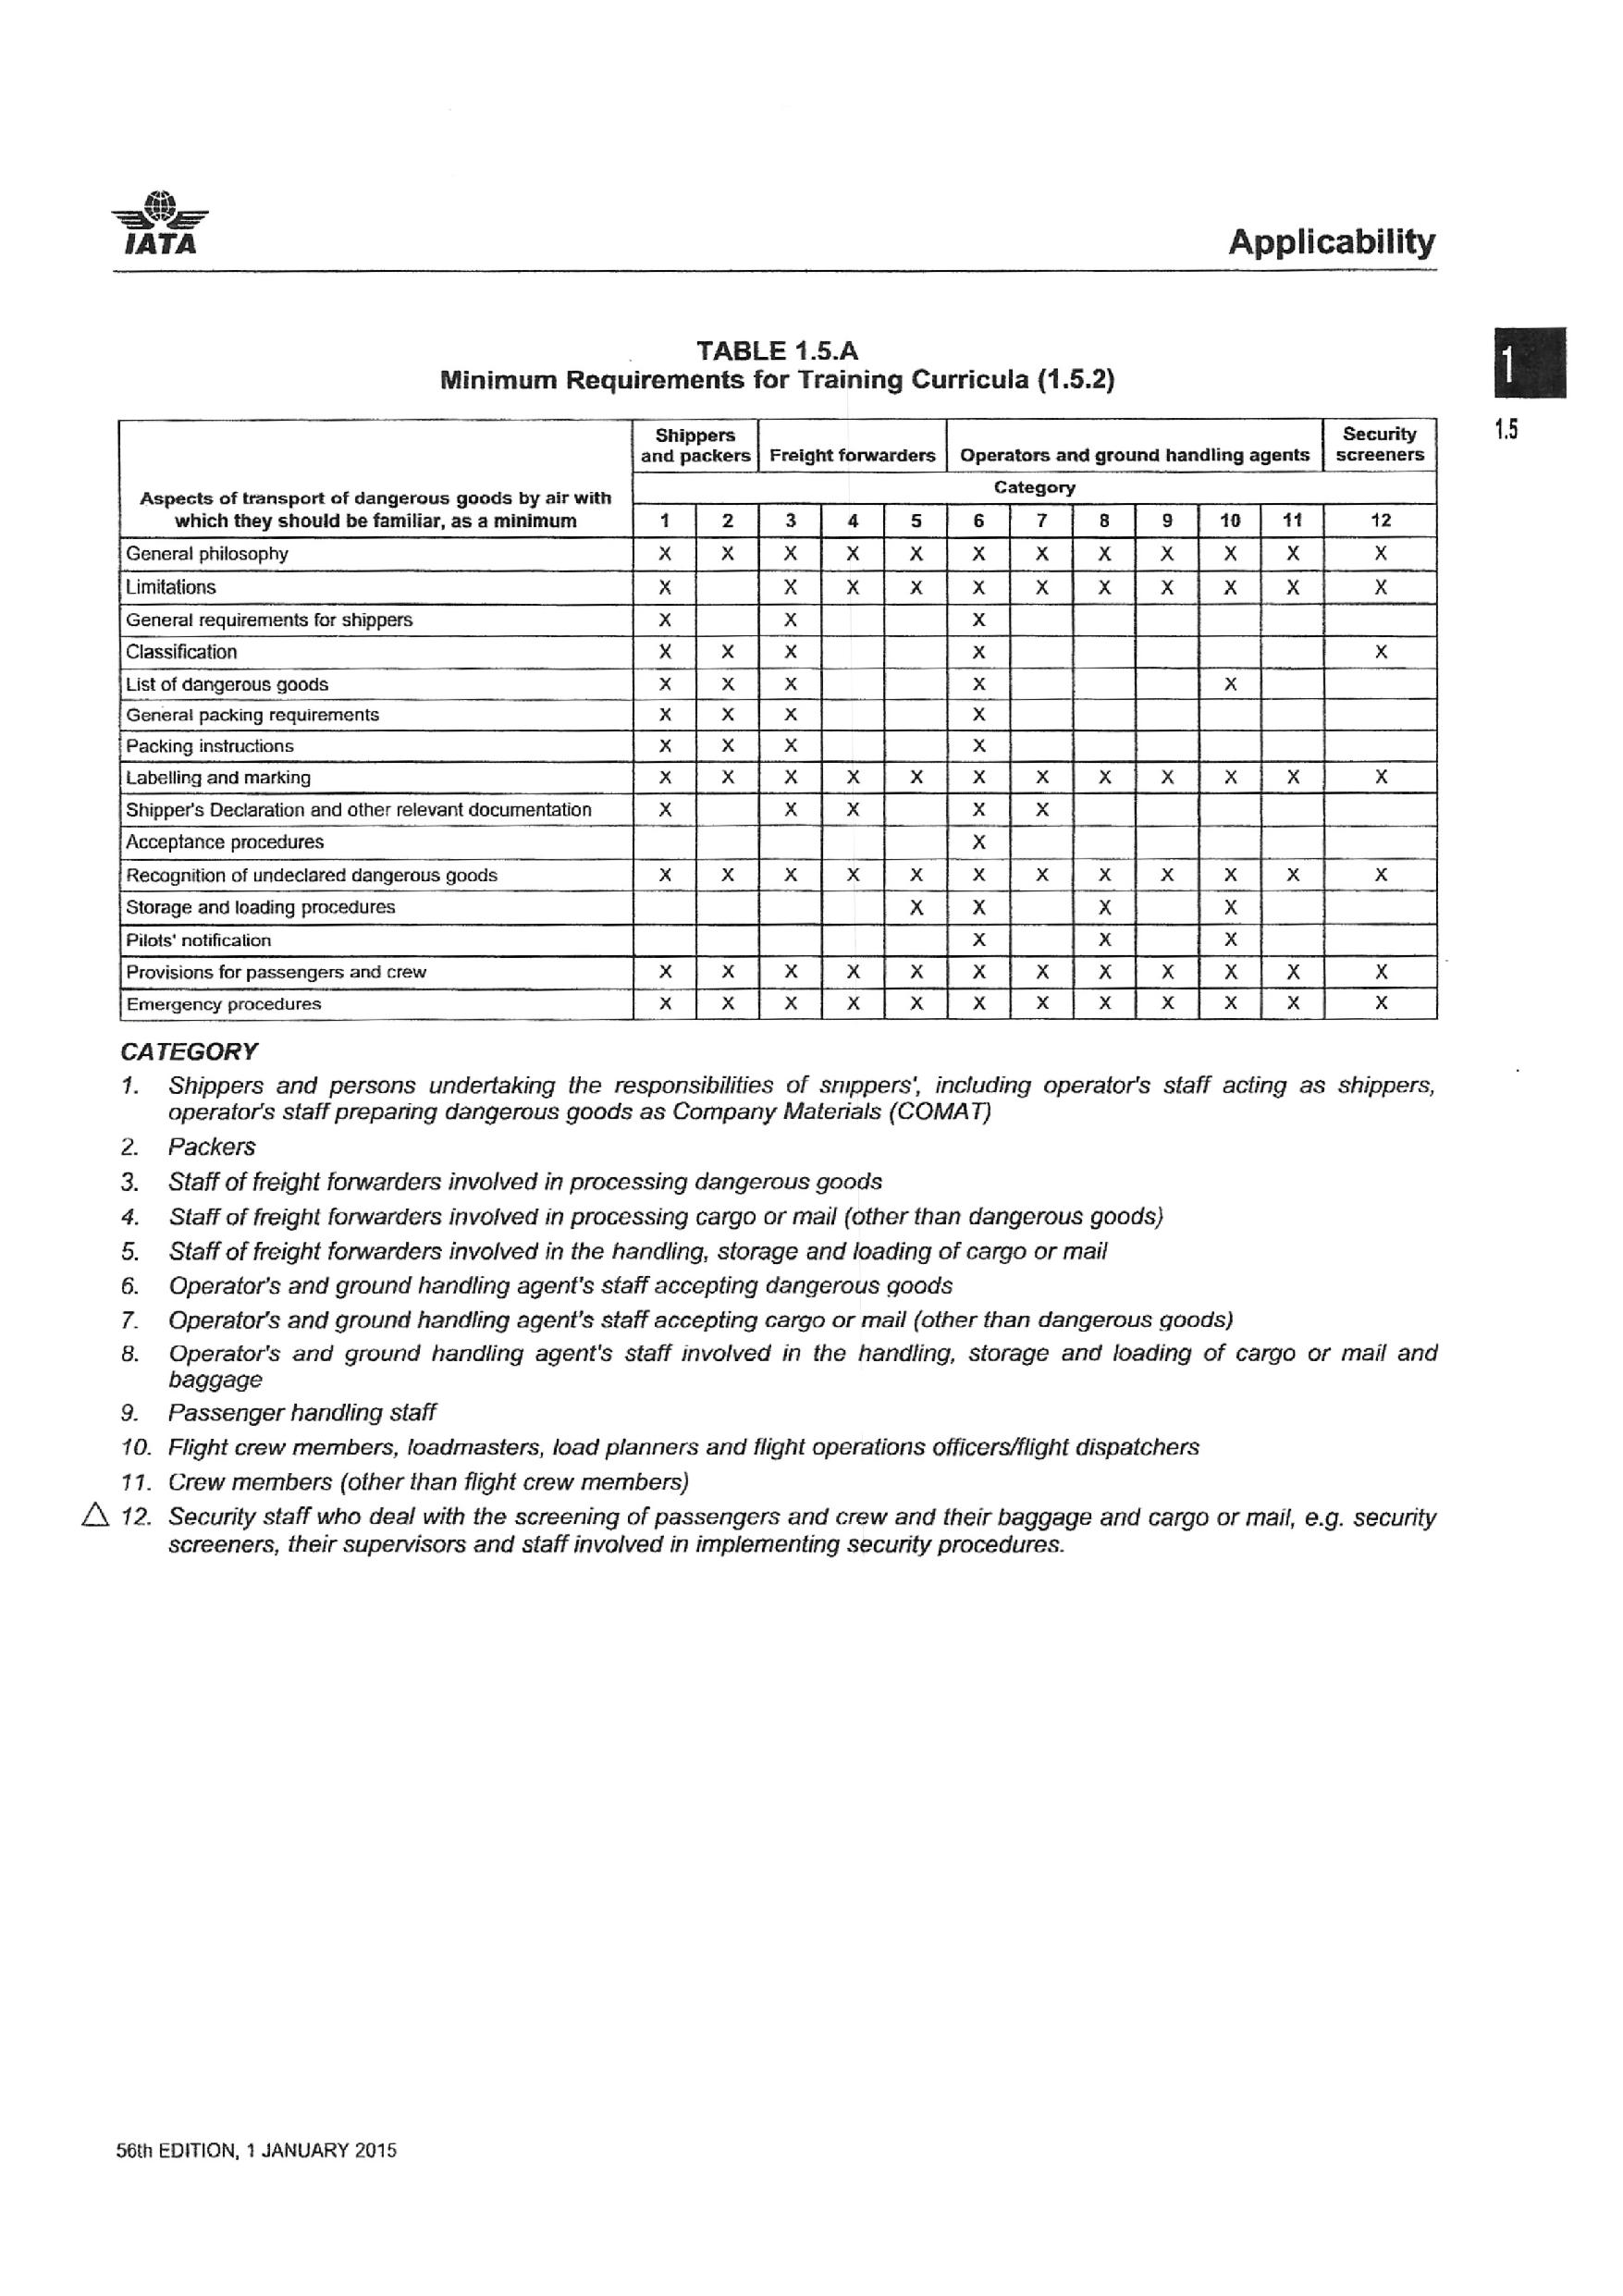 IATA
Applicability
1
1.5
TABLE 1.5.A
Minimum Requirements for Training Curricula (1.5.2)
Aspects of transport of dangerous goods by air with
which they should be familiar, as a minimum
Shippers
and packers
Freight forwarders
Operators and ground handling agents
Security
screeners
Category
1 2 3 4 5 6 7 8 9 10 11 12
General philosophy X X X X X X X X X X X X
Limitations X X X X X X X X X X X
General requirements for shippers X X X
Classification X X X X X
List of dangerous goods X X X X X
General packing requirements X X X X
Packing instructions X X X X
Labelling and marking X X X X X X X X X X X X
Shipper's Declaration and other relevant documentation X X X X X
Acceptance procedures X
Recognition of undeclared dangerous goods X X X X X X X X X X X X
Storage and loading procedures X X X X
Pilots' notification X X X
Provisions for passengers and crew X X X X X X X X X X X X
Emergency procedures X X X X X X X X X X X X
CATEGORY
1. Shippers and persons undertaking the responsibilities of snippers', including operator's staff acting as shippers,
operator's staff preparing dangerous goods as Company Materials (COMAT)
2. Packers
3. Staff of freight forwarders involved in processing dangerous goods
4. Staff of freight forwarders involved in processing cargo or mail (other than dangerous goods)
5. Staff of freight forwarders involved in the handling, storage and loading of cargo or mail
6. Operator's and ground handling agent's staff accepting dangerous goods
7. Operator's and ground handling agent's staff accepting cargo or mail (other than dangerous goods)
8. Operator's and ground handling agent's staff involved in the handling, storage and loading of cargo or mail and
baggage
9. Passenger handling staff
10. Flight crew members, loadmasters, load planners and flight operations officers/flight dispatchers
11. Crew members (other than flight crew members)
△ 12. Security staff who deal with the screening of passengers and crew and their baggage and cargo or mail, e.g. security
screeners, their supervisors and staff involved in implementing security procedures.
56th EDITION, 1 JANUARY 2015